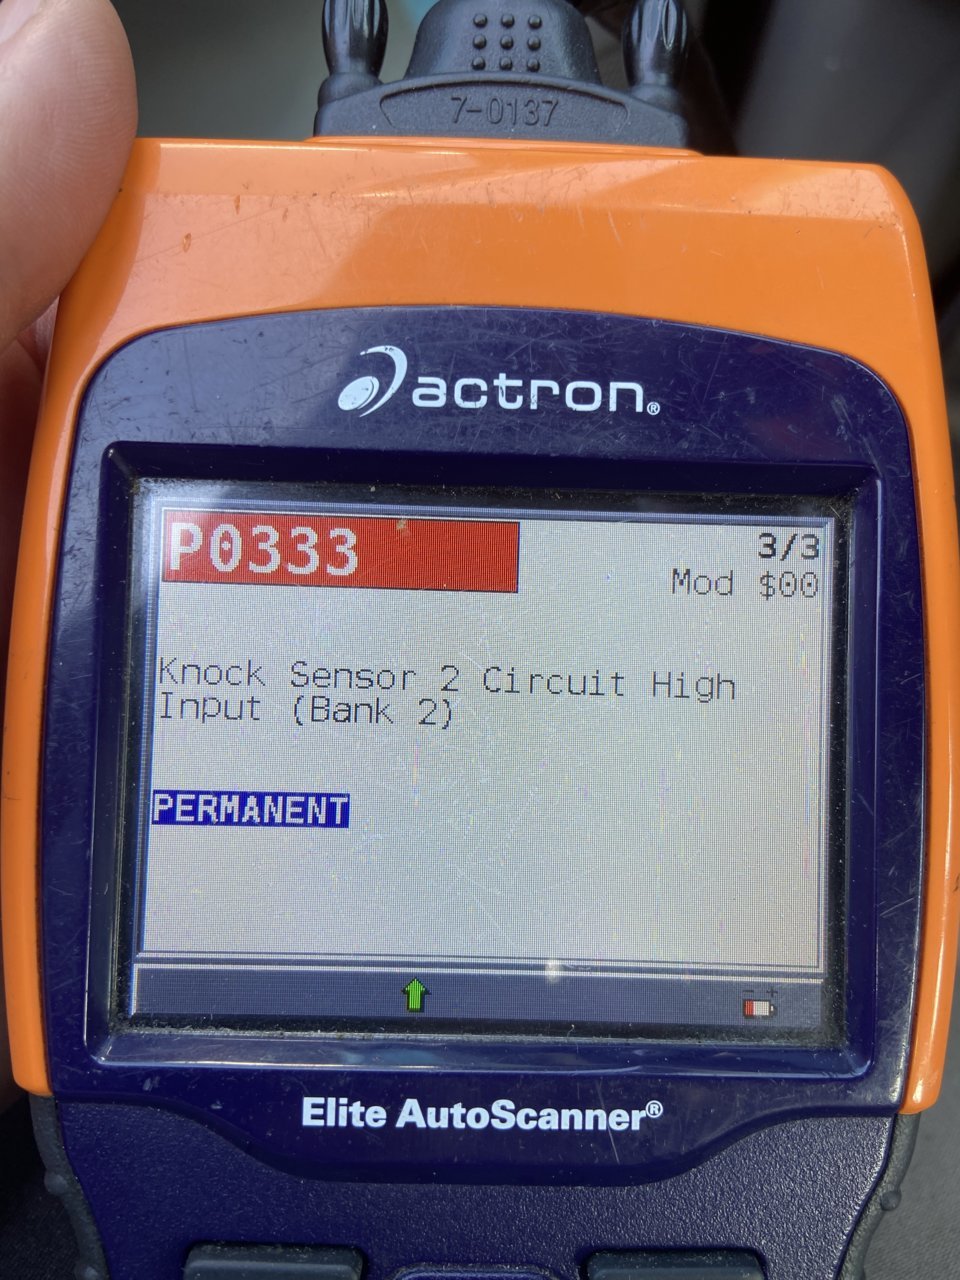 7-0137
actron®
P0333
3/3
Mod $00
Knock Sensor 2 Circuit High
Input (Bank 2)
PERMANENT
- +
Elite AutoScanner®